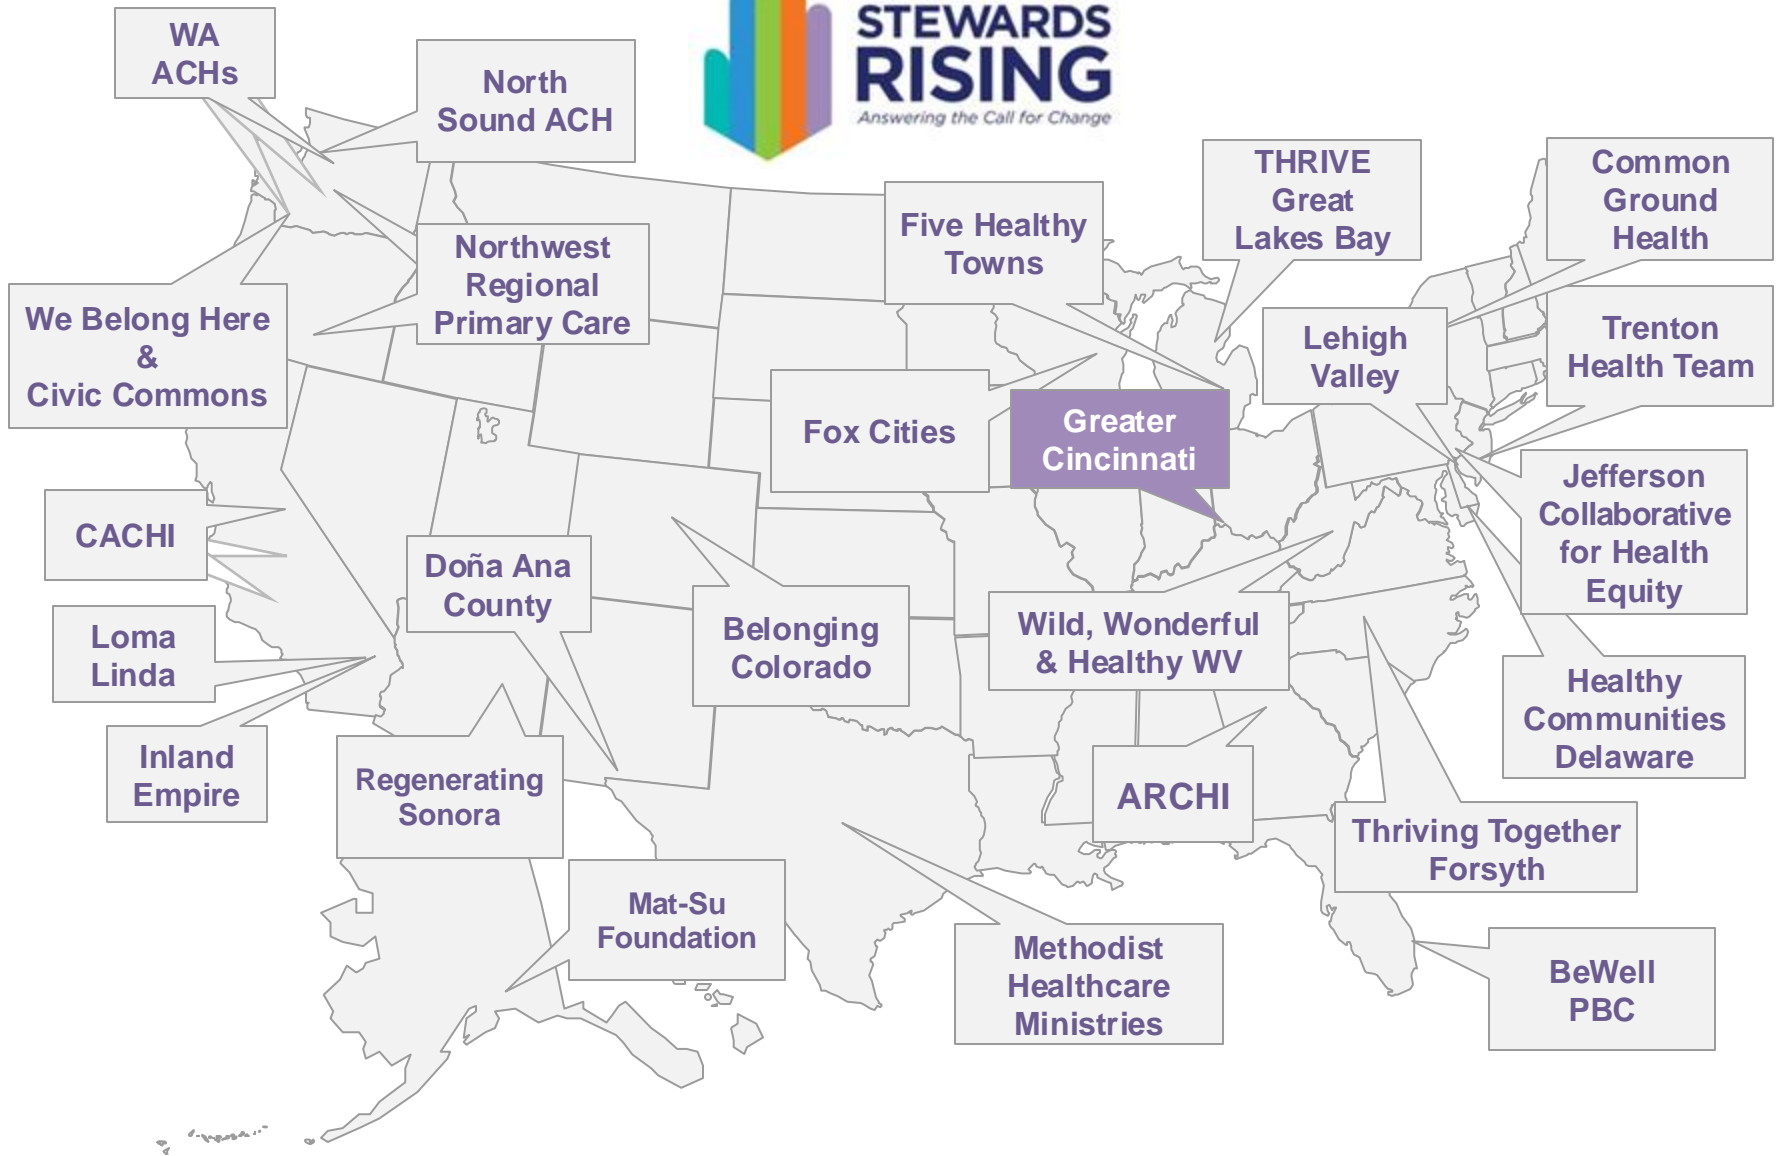 STEWARDS
RISING
Answering the Call for Change
WA
ACHs
North
Sound ACH
THRIVE
Great
Lakes Bay
Common
Ground
Health
Five Healthy
Towns
Northwest
Regional
Primary Care
We Belong Here
&
Civic Commons
Lehigh
Valley
Trenton
Health Team
Fox Cities
Greater
Cincinnati
Jefferson
Collaborative
for Health
Equity
CACHI
Doña Ana
County
Belonging
Colorado
Wild, Wonderful
& Healthy WV
Loma
Linda
Healthy
Communities
Delaware
Inland
Empire
Regenerating
Sonora
ARCHI
Thriving Together
Forsyth
Mat-Su
Foundation
Methodist
Healthcare
Ministries
BeWell
PBC